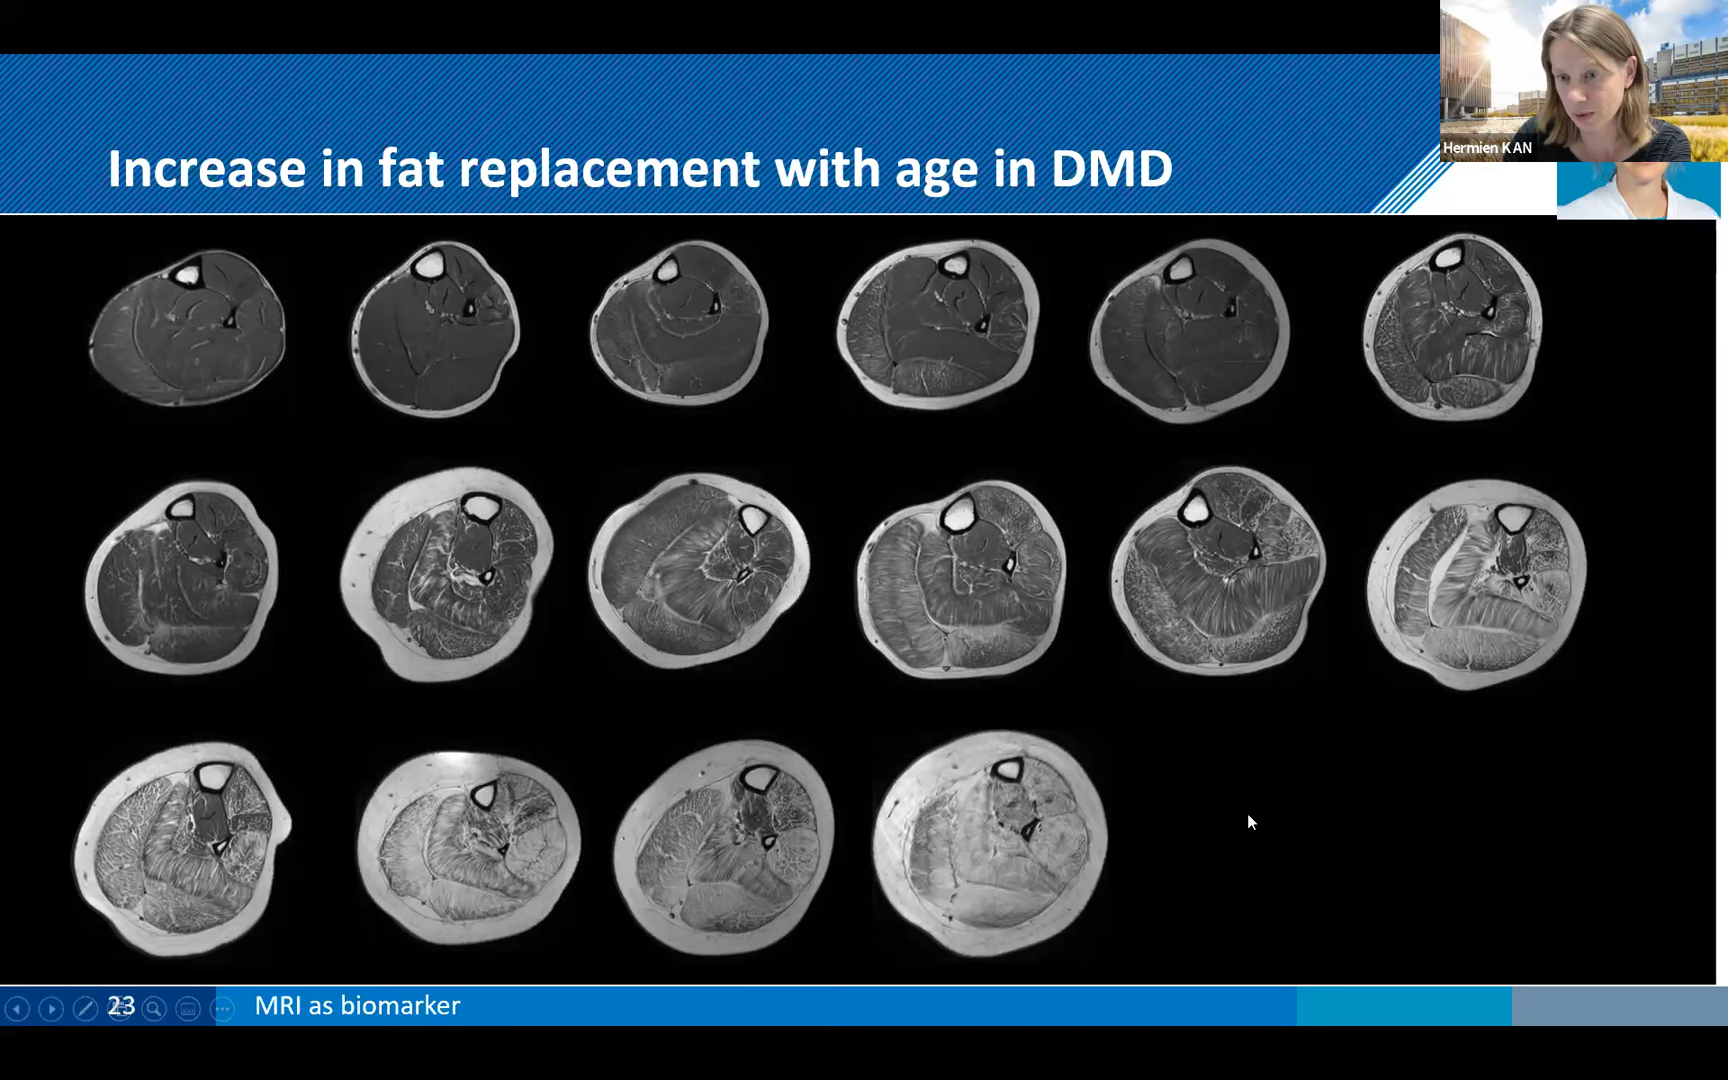 Hermien KAN
Increase in fat replacement with age in DMD
23
MRI as biomarker